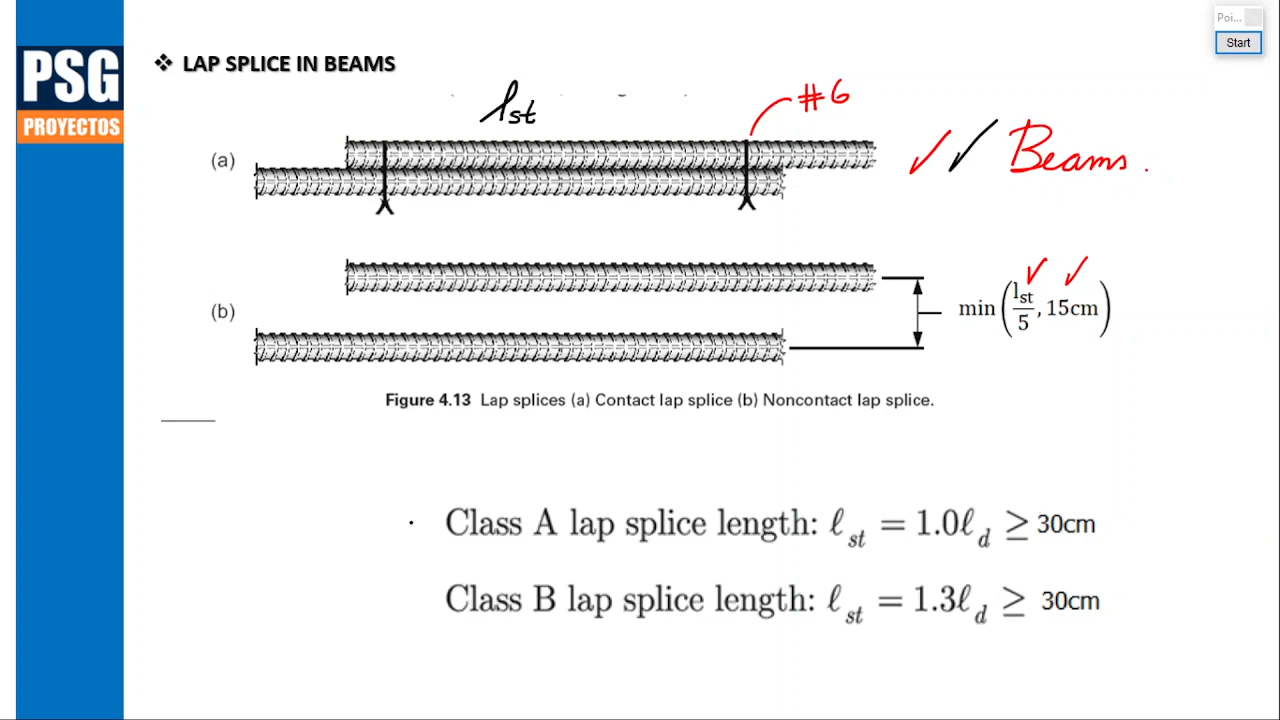 Poi...
Start
PSG
PROYECTOS
❖ LAP SPLICE IN BEAMS
lst
#6
(a)
✓✓ Beams.
(b)
min(lst/5, 15cm)
Figure 4.13 Lap splices (a) Contact lap splice (b) Noncontact lap splice.
Class A lap splice length: ℓst = 1.0ℓd ≥ 30cm
Class B lap splice length: ℓst = 1.3ℓd ≥ 30cm